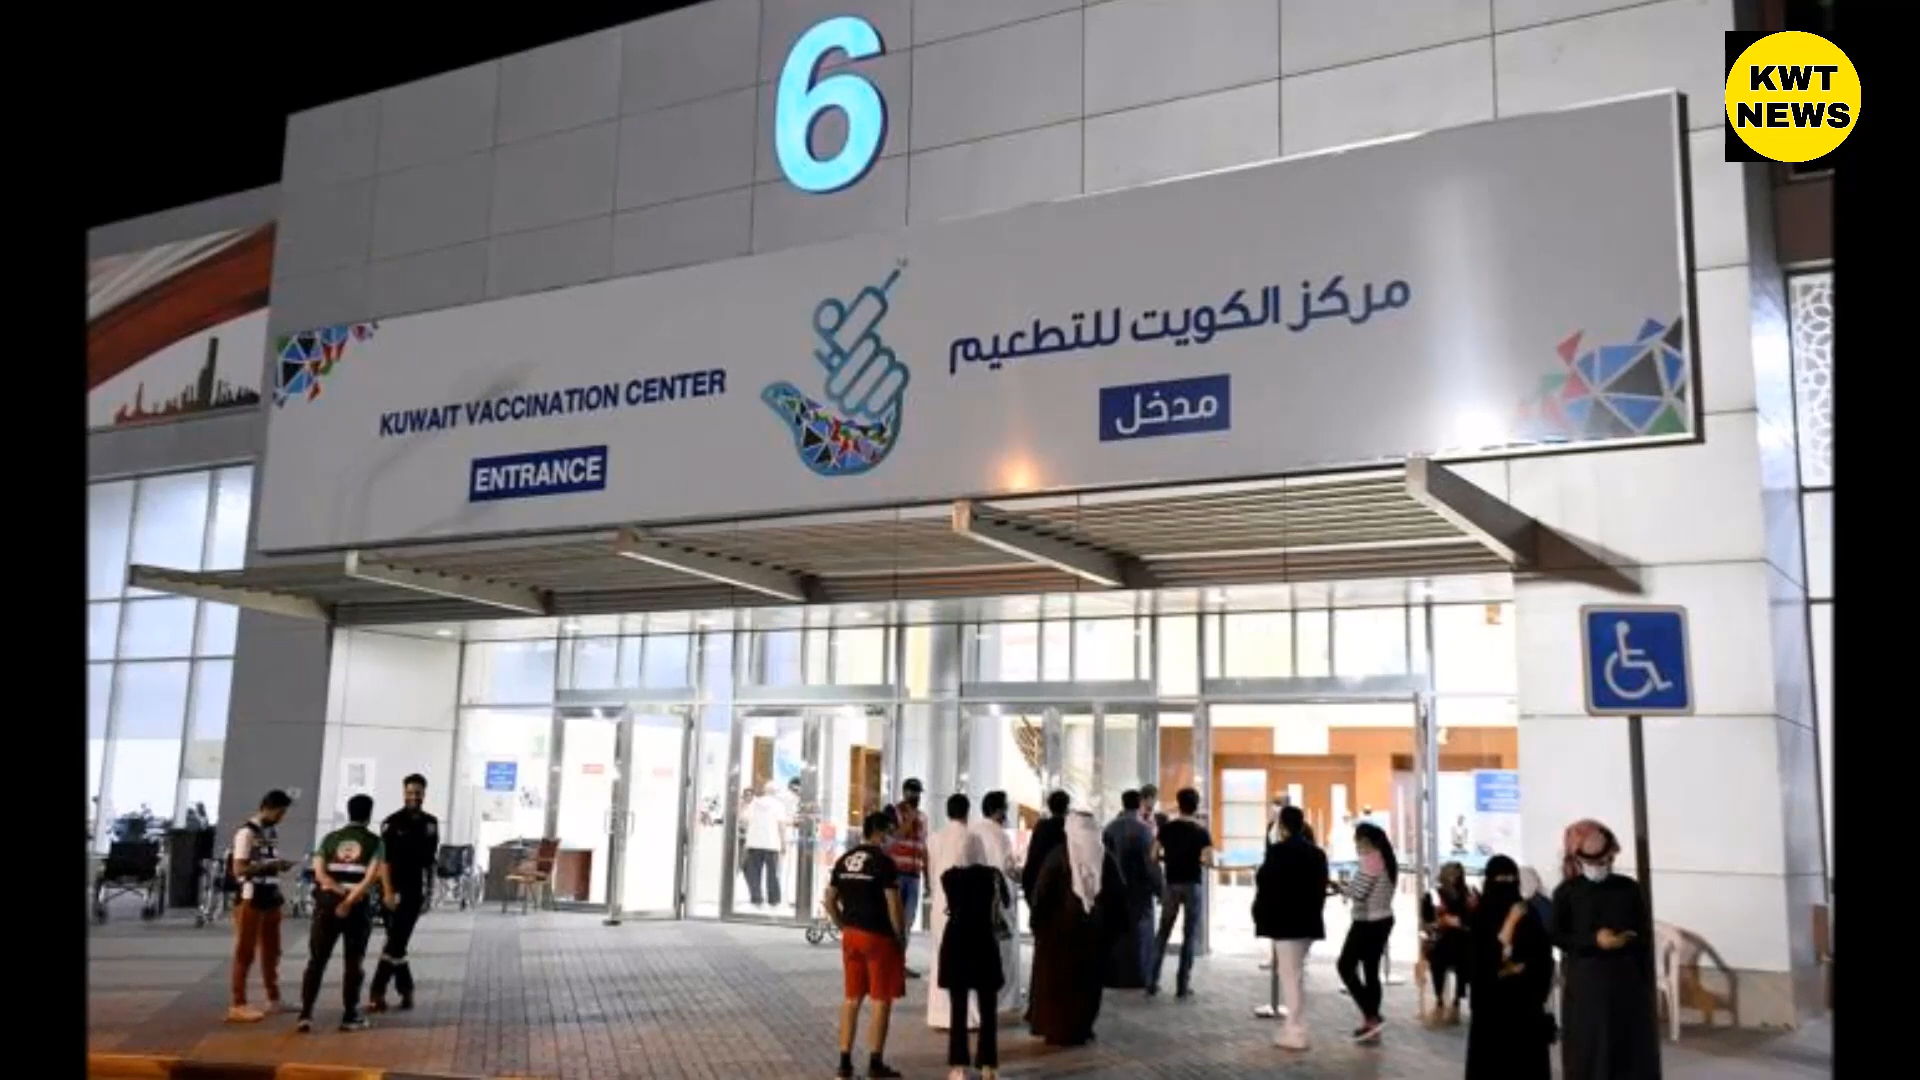 6
KWT
NEWS
مركز الكويت للتطعيم
KUWAIT VACCINATION CENTER
مدخل
ENTRANCE